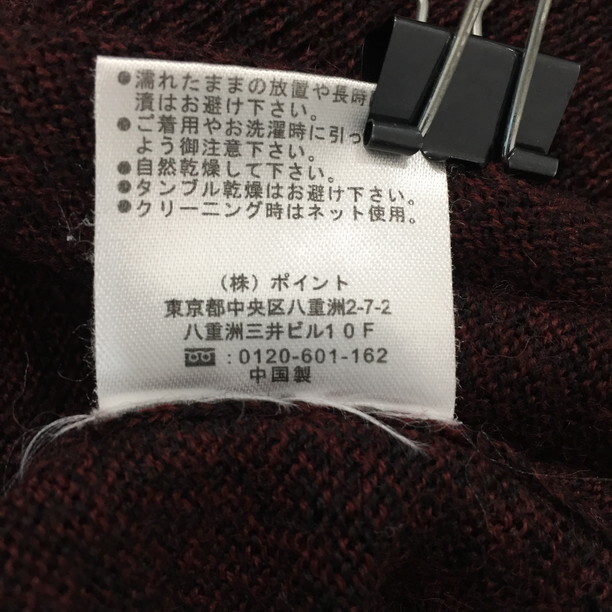 ●濡れたままの放置や長時
漬はお避け下さい。
●ご着用やお洗濯時に引っ
よう御注意下さい。
●自然乾燥して下さい。
●タンブル乾燥はお避け下さい。
●クリーニング時はネット使用。
（株）ポイント
東京都中央区八重洲2-7-2
八重洲三井ビル１０Ｆ
:0120-601-162
中国製